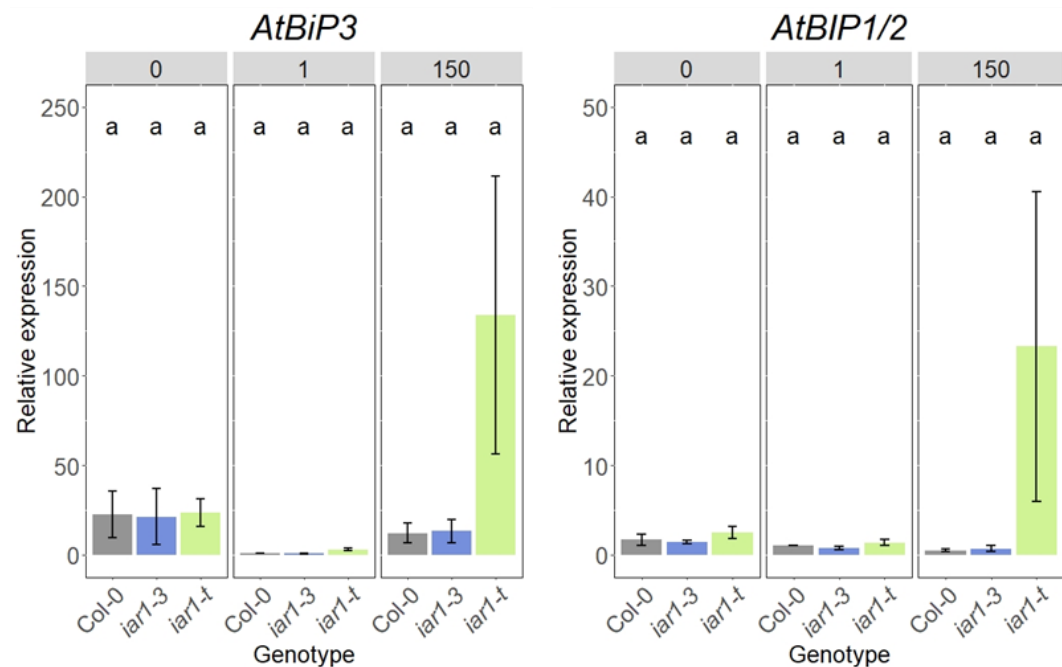 AtBiP3
0 1 150
250
200
150
100
50
0
a a a a a a a a a
Relative expression
Col-0 iar1-3 iar1-t Col-0 iar1-3 iar1-t Col-0 iar1-3 iar1-t
Genotype
AtBIP1/2
0 1 150
50
40
30
20
10
0
a a a a a a a a a
Relative expression
Col-0 iar1-3 iar1-t Col-0 iar1-3 iar1-t Col-0 iar1-3 iar1-t
Genotype